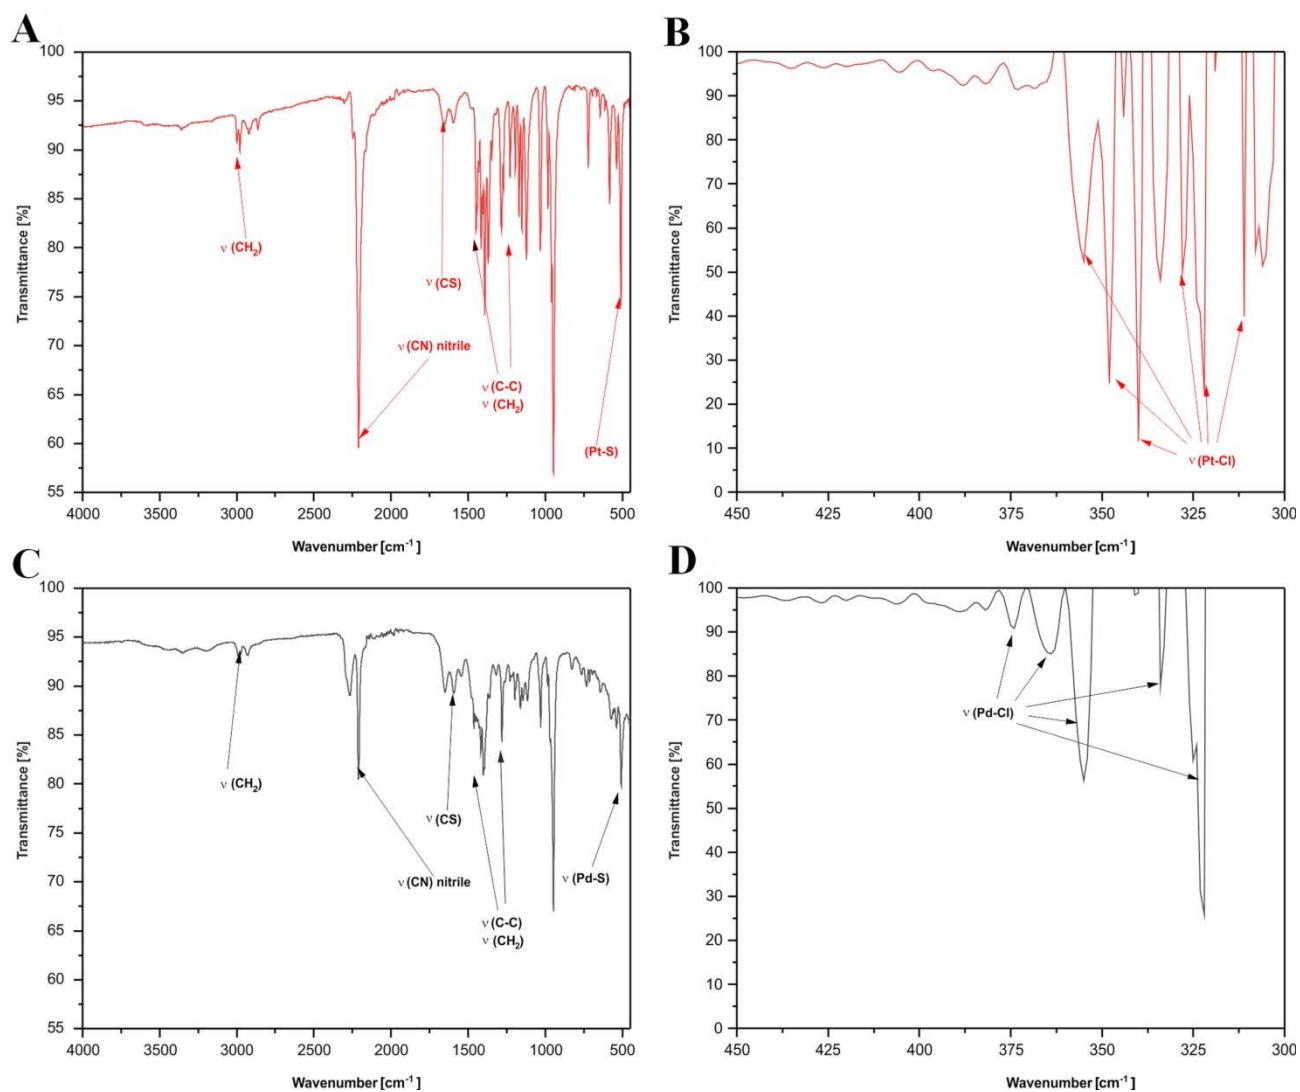 A
100
95
90
85
80
75
70
65
60
55
Transmittance [%]
ν (CH₂)
ν (CS)
ν (CN) nitrile
ν (C-C)
ν (CH₂)
(Pt-S)
4000 3500 3000 2500 2000 1500 1000 500
Wavenumber [cm⁻¹]
B
100
90
80
70
60
50
40
30
20
10
0
Transmittance [%]
ν (Pt-Cl)
450 425 400 375 350 325 300
Wavenumber [cm⁻¹]
C
100
95
90
85
80
75
70
65
60
55
Transmittance [%]
ν (CH₂)
ν (CS)
ν (CN) nitrile
ν (Pd-S)
ν (C-C)
ν (CH₂)
4000 3500 3000 2500 2000 1500 1000 500
Wavenumber [cm⁻¹]
D
100
90
80
70
60
50
40
30
20
10
0
Transmittance [%]
ν (Pd-Cl)
450 425 400 375 350 325 300
Wavenumber [cm⁻¹]